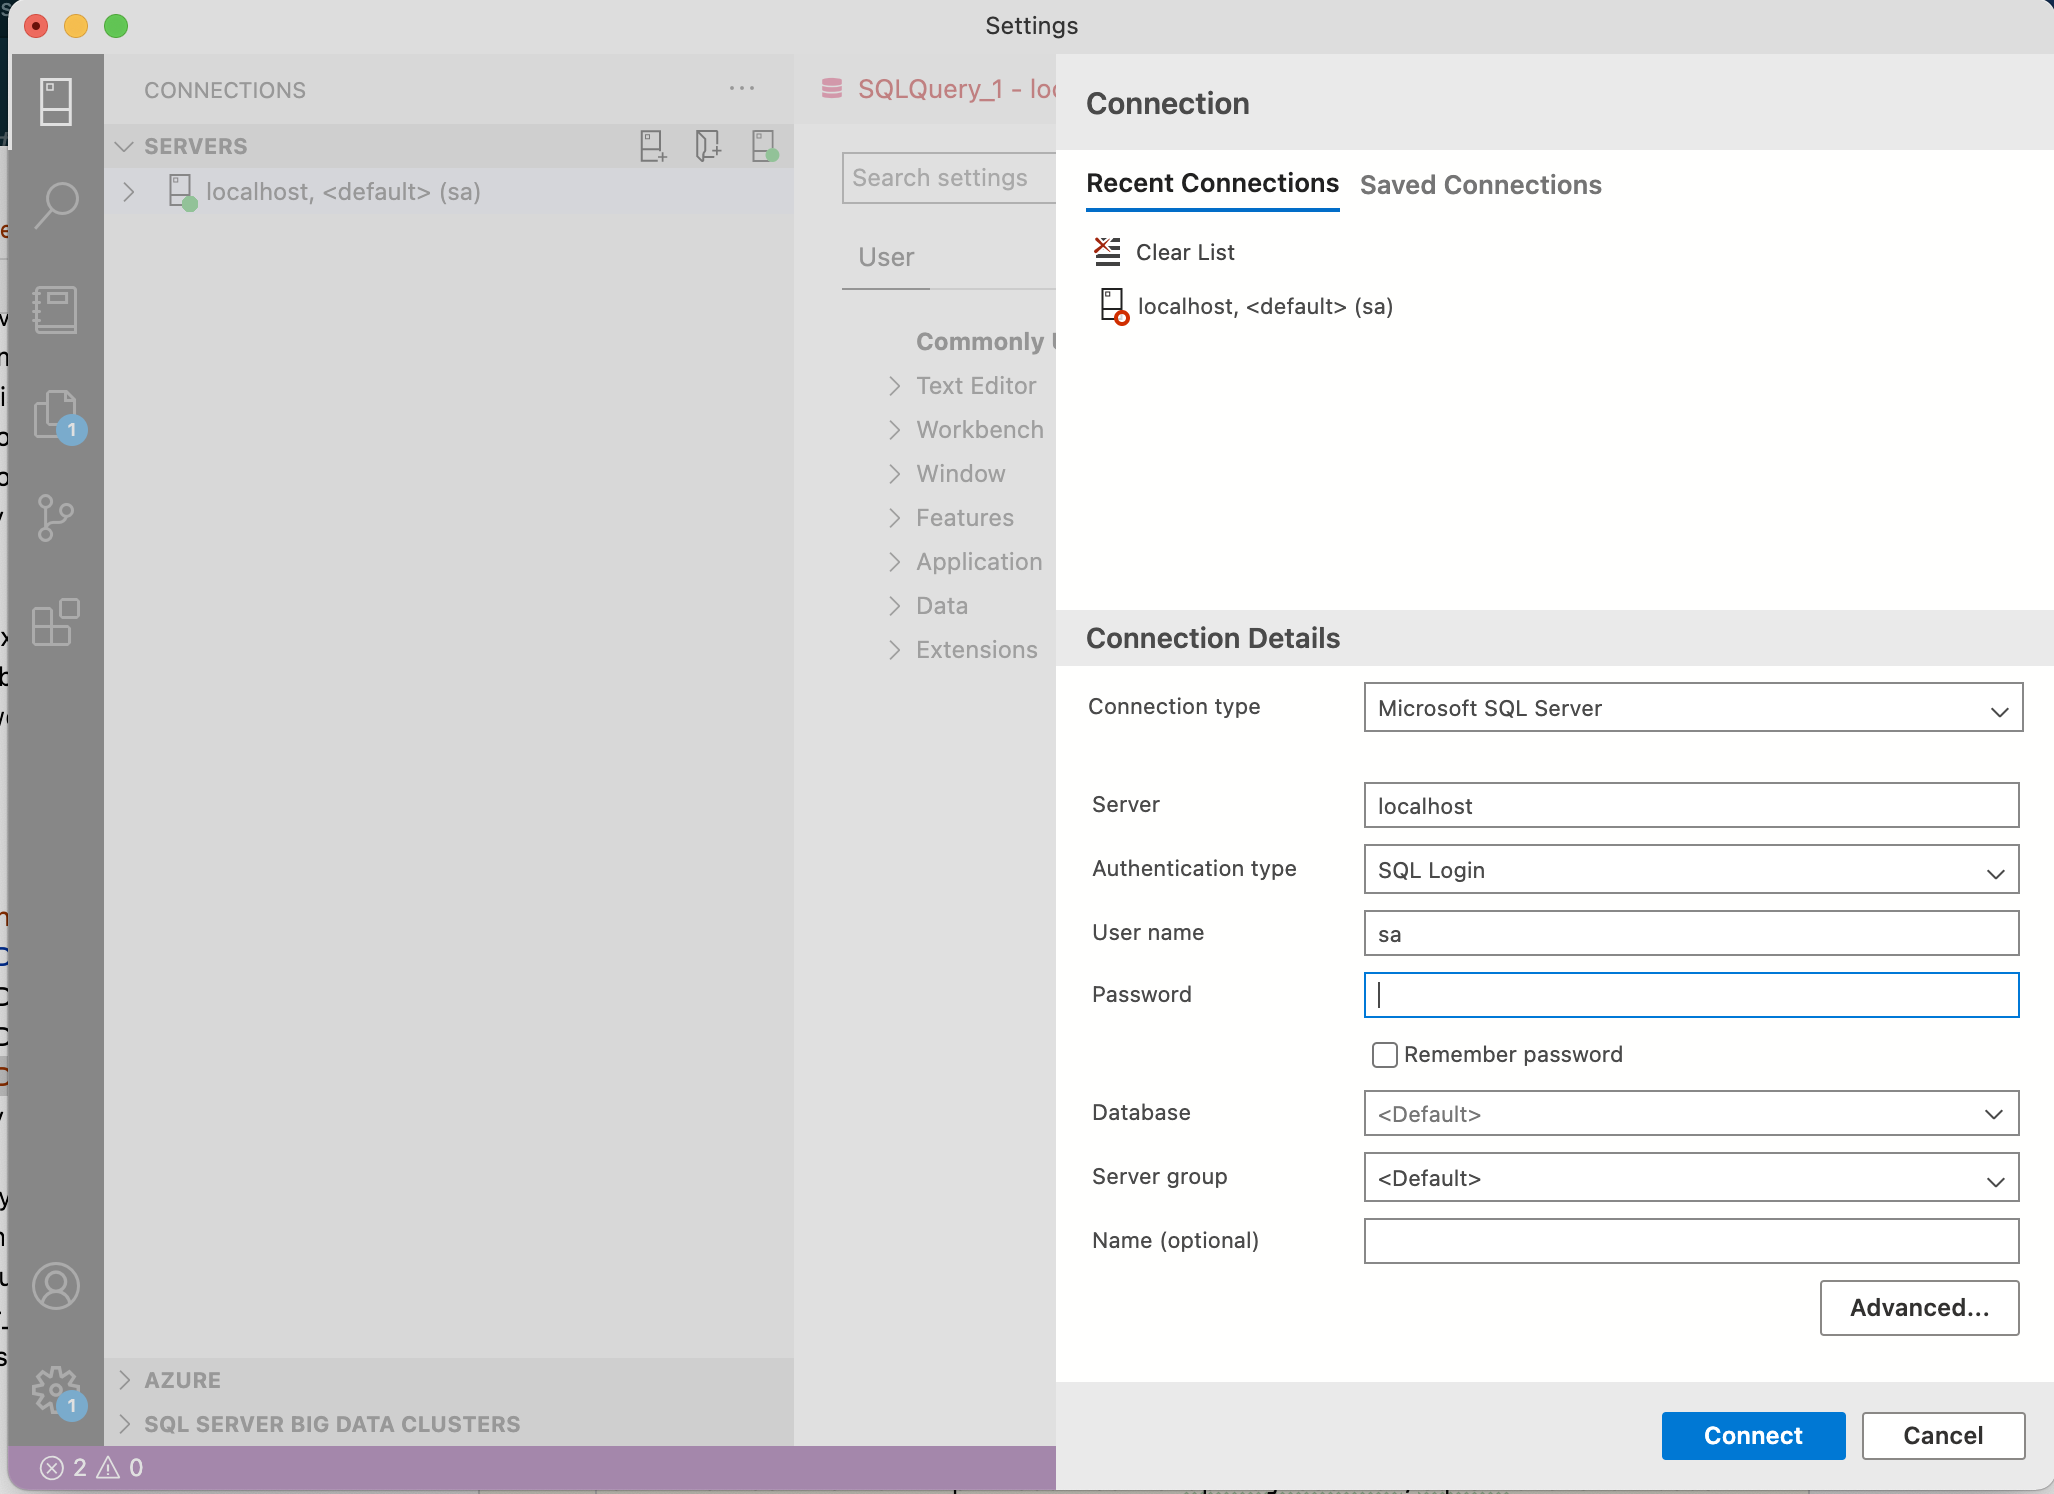 Settings
CONNECTIONS
SERVERS
localhost, <default> (sa)
1
1
AZURE
SQL SERVER BIG DATA CLUSTERS
2 0
SQLQuery_1 - loc
Search settings
User
Commonly
Text Editor
Workbench
Window
Features
Application
Data
Extensions
Connection
Recent Connections Saved Connections
Clear List
localhost, <default> (sa)
Connection Details
Connection type Microsoft SQL Server
Server localhost
Authentication type SQL Login
User name sa
Password
Remember password
Database <Default>
Server group <Default>
Name (optional)
Advanced...
Connect Cancel